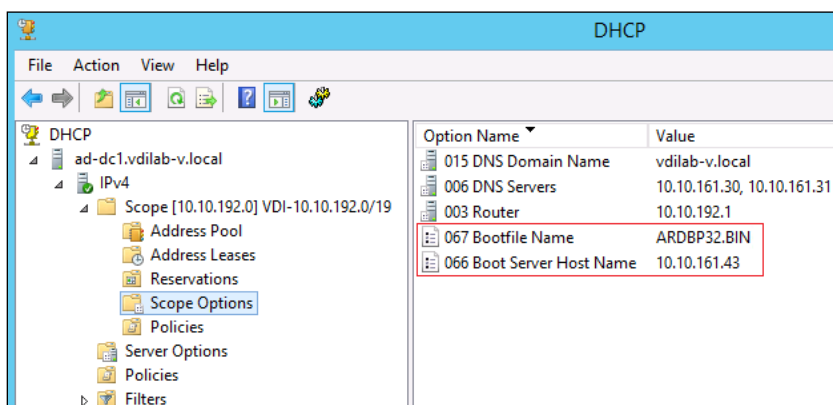 DHCP
File Action View Help
DHCP
ad-dc1.vdilab-v.local
IPv4
Scope [10.10.192.0] VDI-10.10.192.0/19
Address Pool
Address Leases
Reservations
Scope Options
Policies
Server Options
Policies
Filters
Option Name Value
015 DNS Domain Name vdilab-v.local
006 DNS Servers 10.10.161.30, 10.10.161.31
003 Router 10.10.192.1
067 Bootfile Name ARDBP32.BIN
066 Boot Server Host Name 10.10.161.43